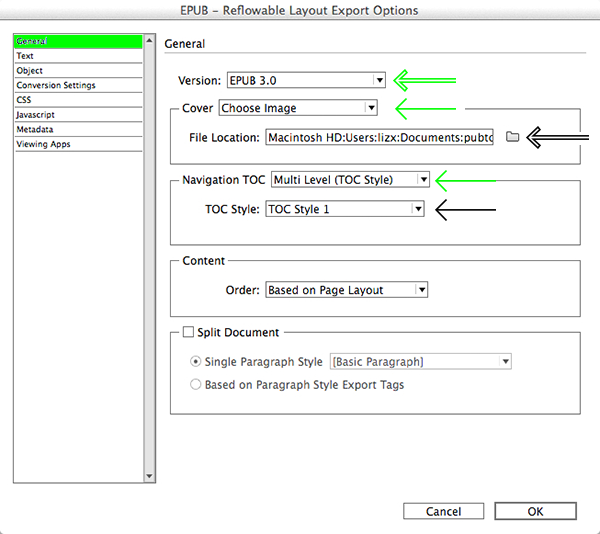 EPUB - Reflowable Layout Export Options
General
Text
Object
Conversion Settings
CSS
Javascript
Metadata
Viewing Apps
General
Version: EPUB 3.0
Cover Choose Image
File Location: Macintosh HD:Users:lizx:Documents:pubto
Navigation TOC Multi Level (TOC Style)
TOC Style: TOC Style 1
Content
Order: Based on Page Layout
Split Document
Single Paragraph Style [Basic Paragraph]
Based on Paragraph Style Export Tags
Cancel OK